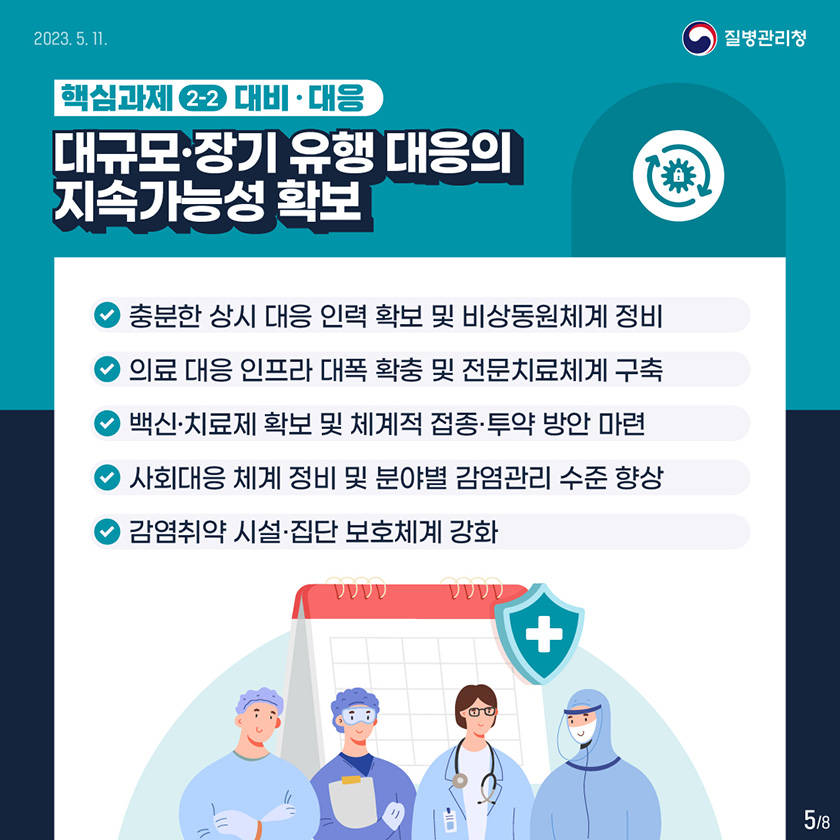 2023. 5. 11.
질병관리청
핵심과제 2-2 대비·대응
대규모·장기 유행 대응의
지속가능성 확보
충분한 상시 대응 인력 확보 및 비상동원체계 정비
의료 대응 인프라 대폭 확충 및 전문치료체계 구축
백신·치료제 확보 및 체계적 접종·투약 방안 마련
사회대응 체계 정비 및 분야별 감염관리 수준 향상
감염취약 시설·집단 보호체계 강화
5/8